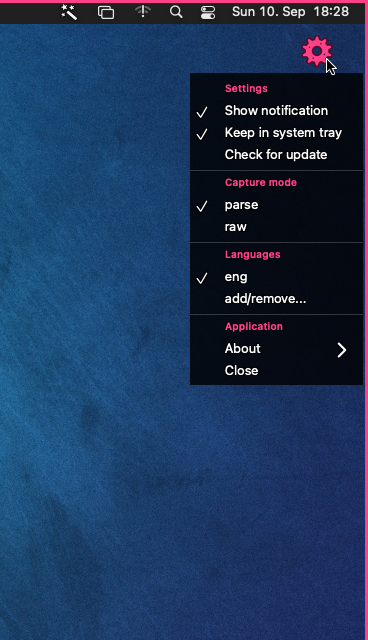 Sun 10. Sep 18:28
Settings
Show notification
Keep in system tray
Check for update
Capture mode
parse
raw
Languages
eng
add/remove...
Application
About
Close